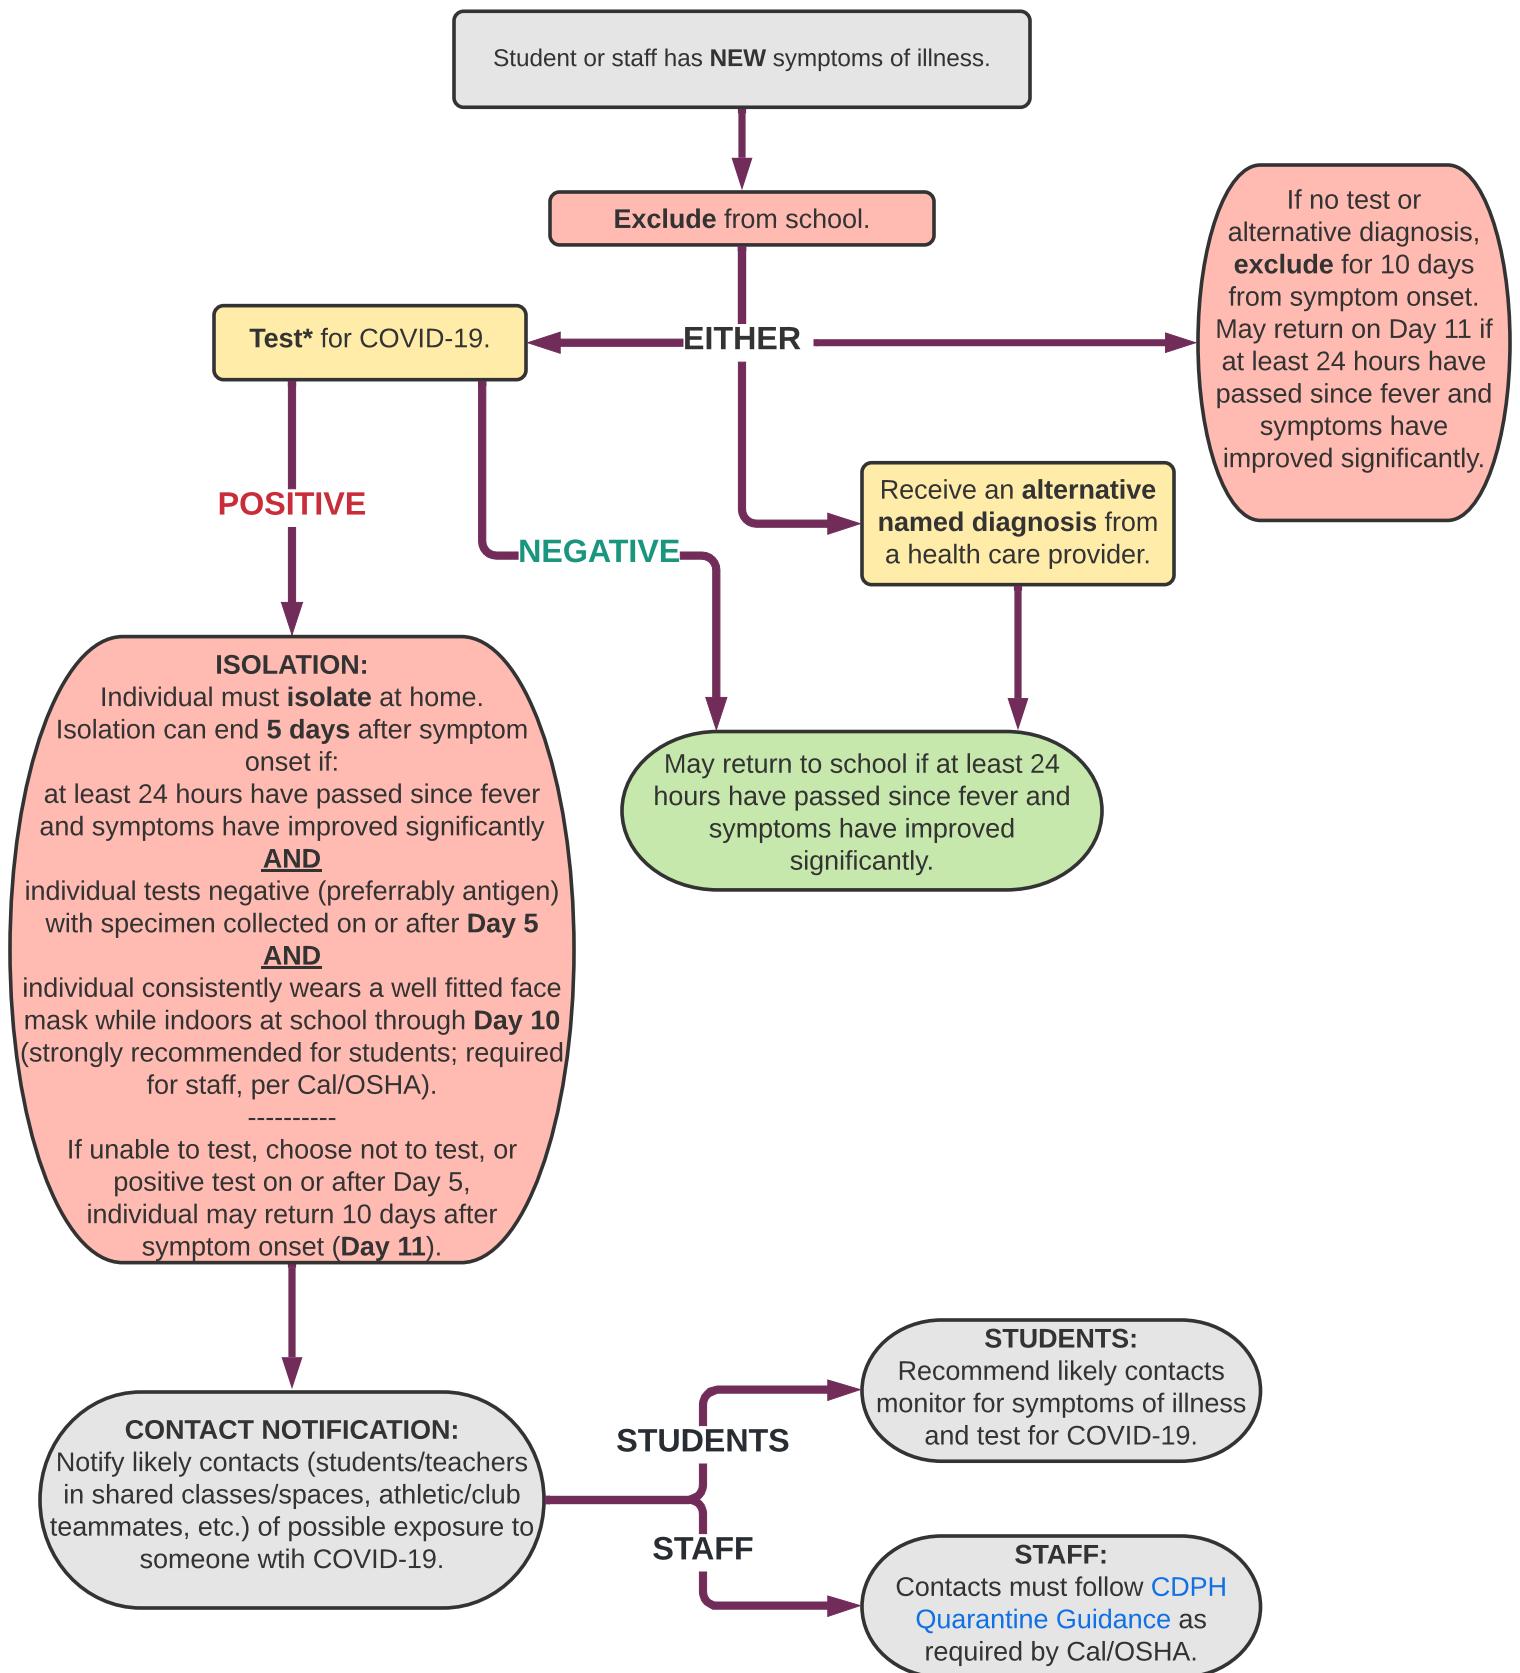 Student or staff has NEW symptoms of illness.
Exclude from school.
If no test or
alternative diagnosis,
exclude for 10 days
from symptom onset.
May return on Day 11 if
at least 24 hours have
passed since fever and
symptoms have
improved significantly.
Test* for COVID-19.
EITHER
Receive an alternative
named diagnosis from
a health care provider.
POSITIVE
NEGATIVE
ISOLATION:
Individual must isolate at home.
Isolation can end 5 days after symptom
onset if:
at least 24 hours have passed since fever
and symptoms have improved significantly
AND
individual tests negative (preferrably antigen)
with specimen collected on or after Day 5
AND
individual consistently wears a well fitted face
mask while indoors at school through Day 10
(strongly recommended for students; required
for staff, per Cal/OSHA).
----------
If unable to test, choose not to test, or
positive test on or after Day 5,
individual may return 10 days after
symptom onset (Day 11).
May return to school if at least 24
hours have passed since fever and
symptoms have improved
significantly.
CONTACT NOTIFICATION:
Notify likely contacts (students/teachers
in shared classes/spaces, athletic/club
teammates, etc.) of possible exposure to
someone wtih COVID-19.
STUDENTS
STUDENTS:
Recommend likely contacts
monitor for symptoms of illness
and test for COVID-19.
STAFF
STAFF:
Contacts must follow CDPH
Quarantine Guidance as
required by Cal/OSHA.